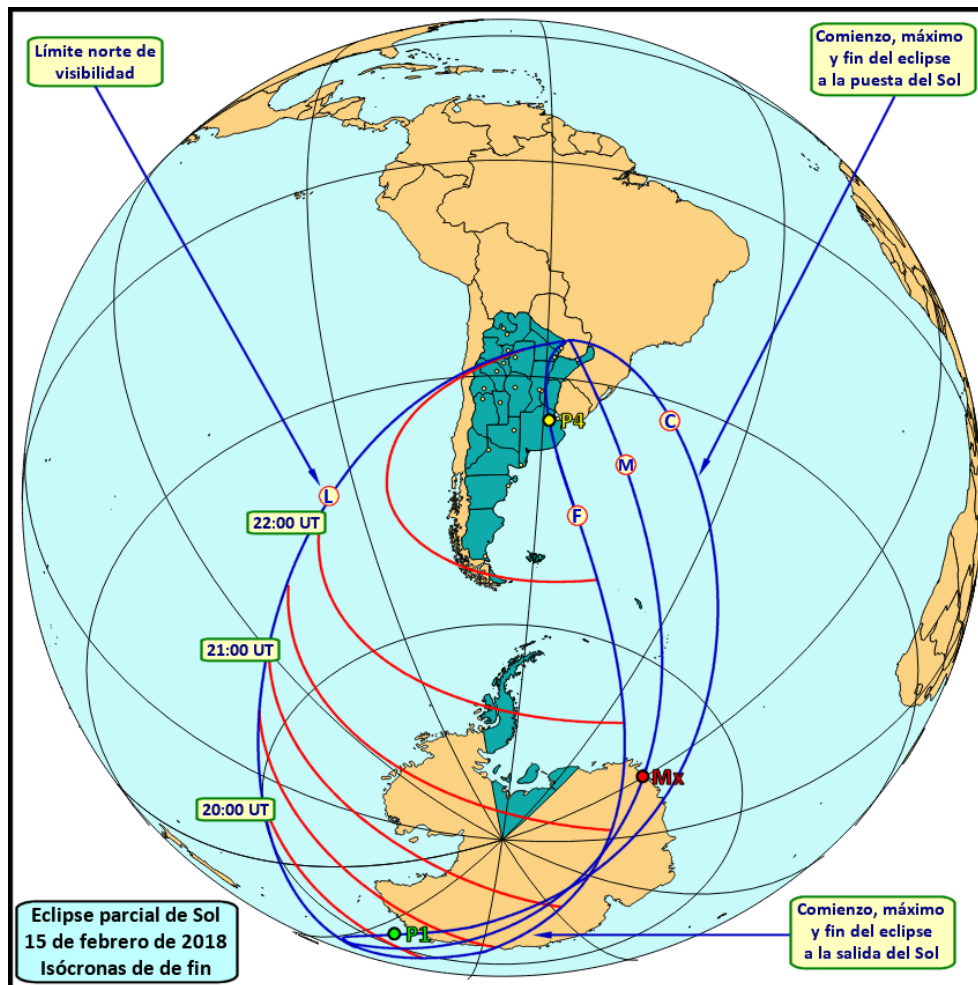 Límite norte de
visibilidad
Comienzo, máximo
y fin del eclipse
a la puesta del Sol
P4
C
M
L
F
22:00 UT
21:00 UT
Mx
20:00 UT
P1
Eclipse parcial de Sol
15 de febrero de 2018
Isócronas de de fin
Comienzo, máximo
y fin del eclipse
a la salida del Sol